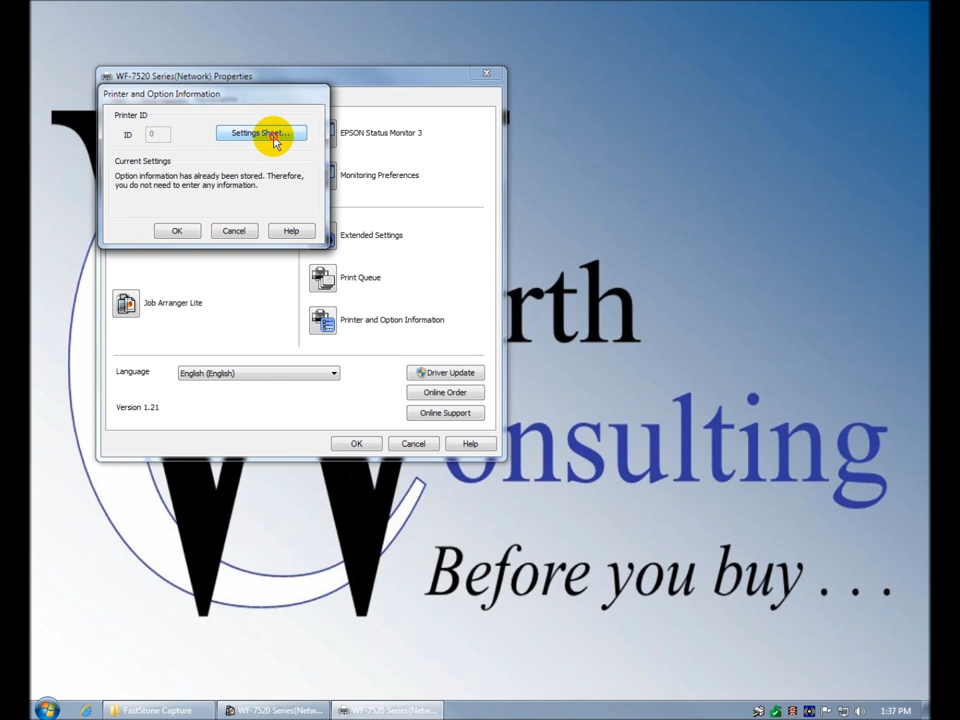 WF-7520 Series(Network) Properties
Printer and Option Information
Printer ID
ID 0
Settings Sheet...
Current Settings
Option information has already been stored. Therefore,
you do not need to enter any information.
OK Cancel Help
EPSON Status Monitor 3
Monitoring Preferences
Extended Settings
Print Queue
Job Arranger Lite
Printer and Option Information
Language English (English)
Driver Update
Online Order
Version 1.21
Online Support
OK Cancel Help
W rth
Consulting
Before you buy . . .
FastStone Capture
WF-7520 Series(Netw...
WF-7520 Series(Netw...
1:37 PM